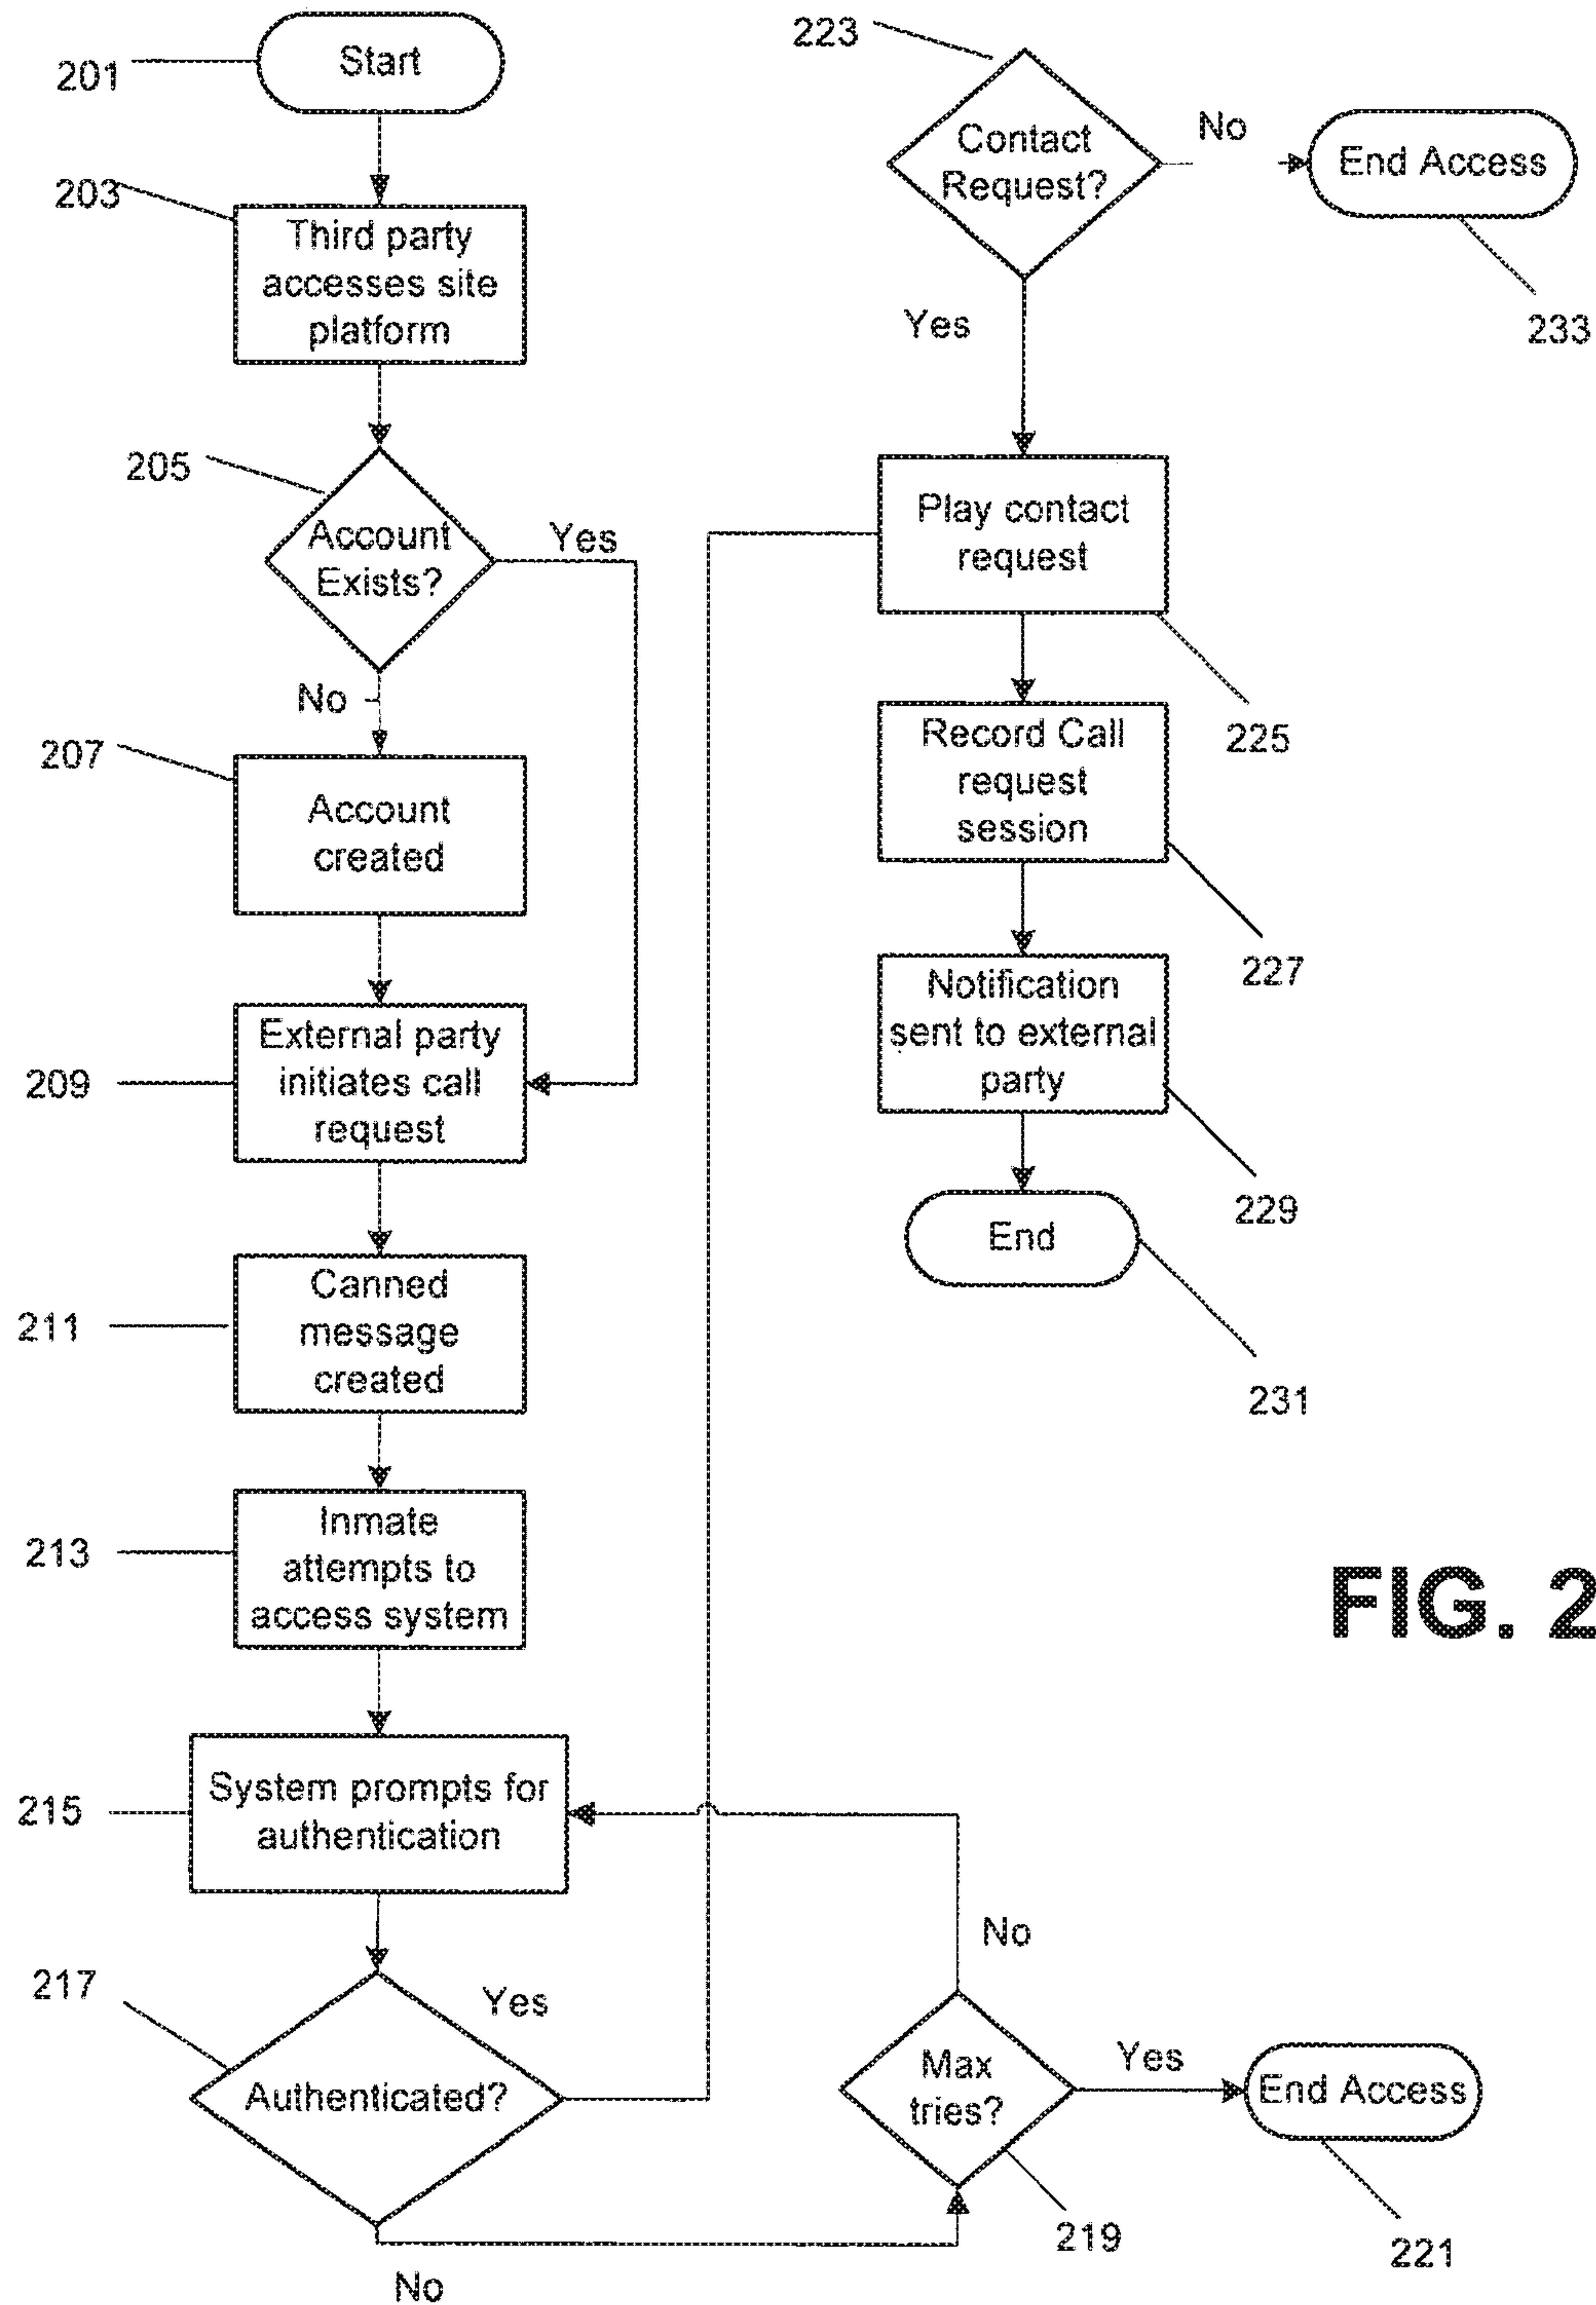 201
Start
203
Third party
accesses site
platform
205
Account
Exists?
Yes
No
207
Account
created
209
External party
initiates call
request
211
Canned
message
created
213
Inmate
attempts to
access system
215
System prompts for
authentication
217
Authenticated?
Yes
No
Max
tries?
219
No
Yes
End Access
221
223
Contact
Request?
No
End Access
233
Yes
Play contact
request
225
Record Call
request
session
227
Notification
sent to external
party
229
End
231
FIG. 2